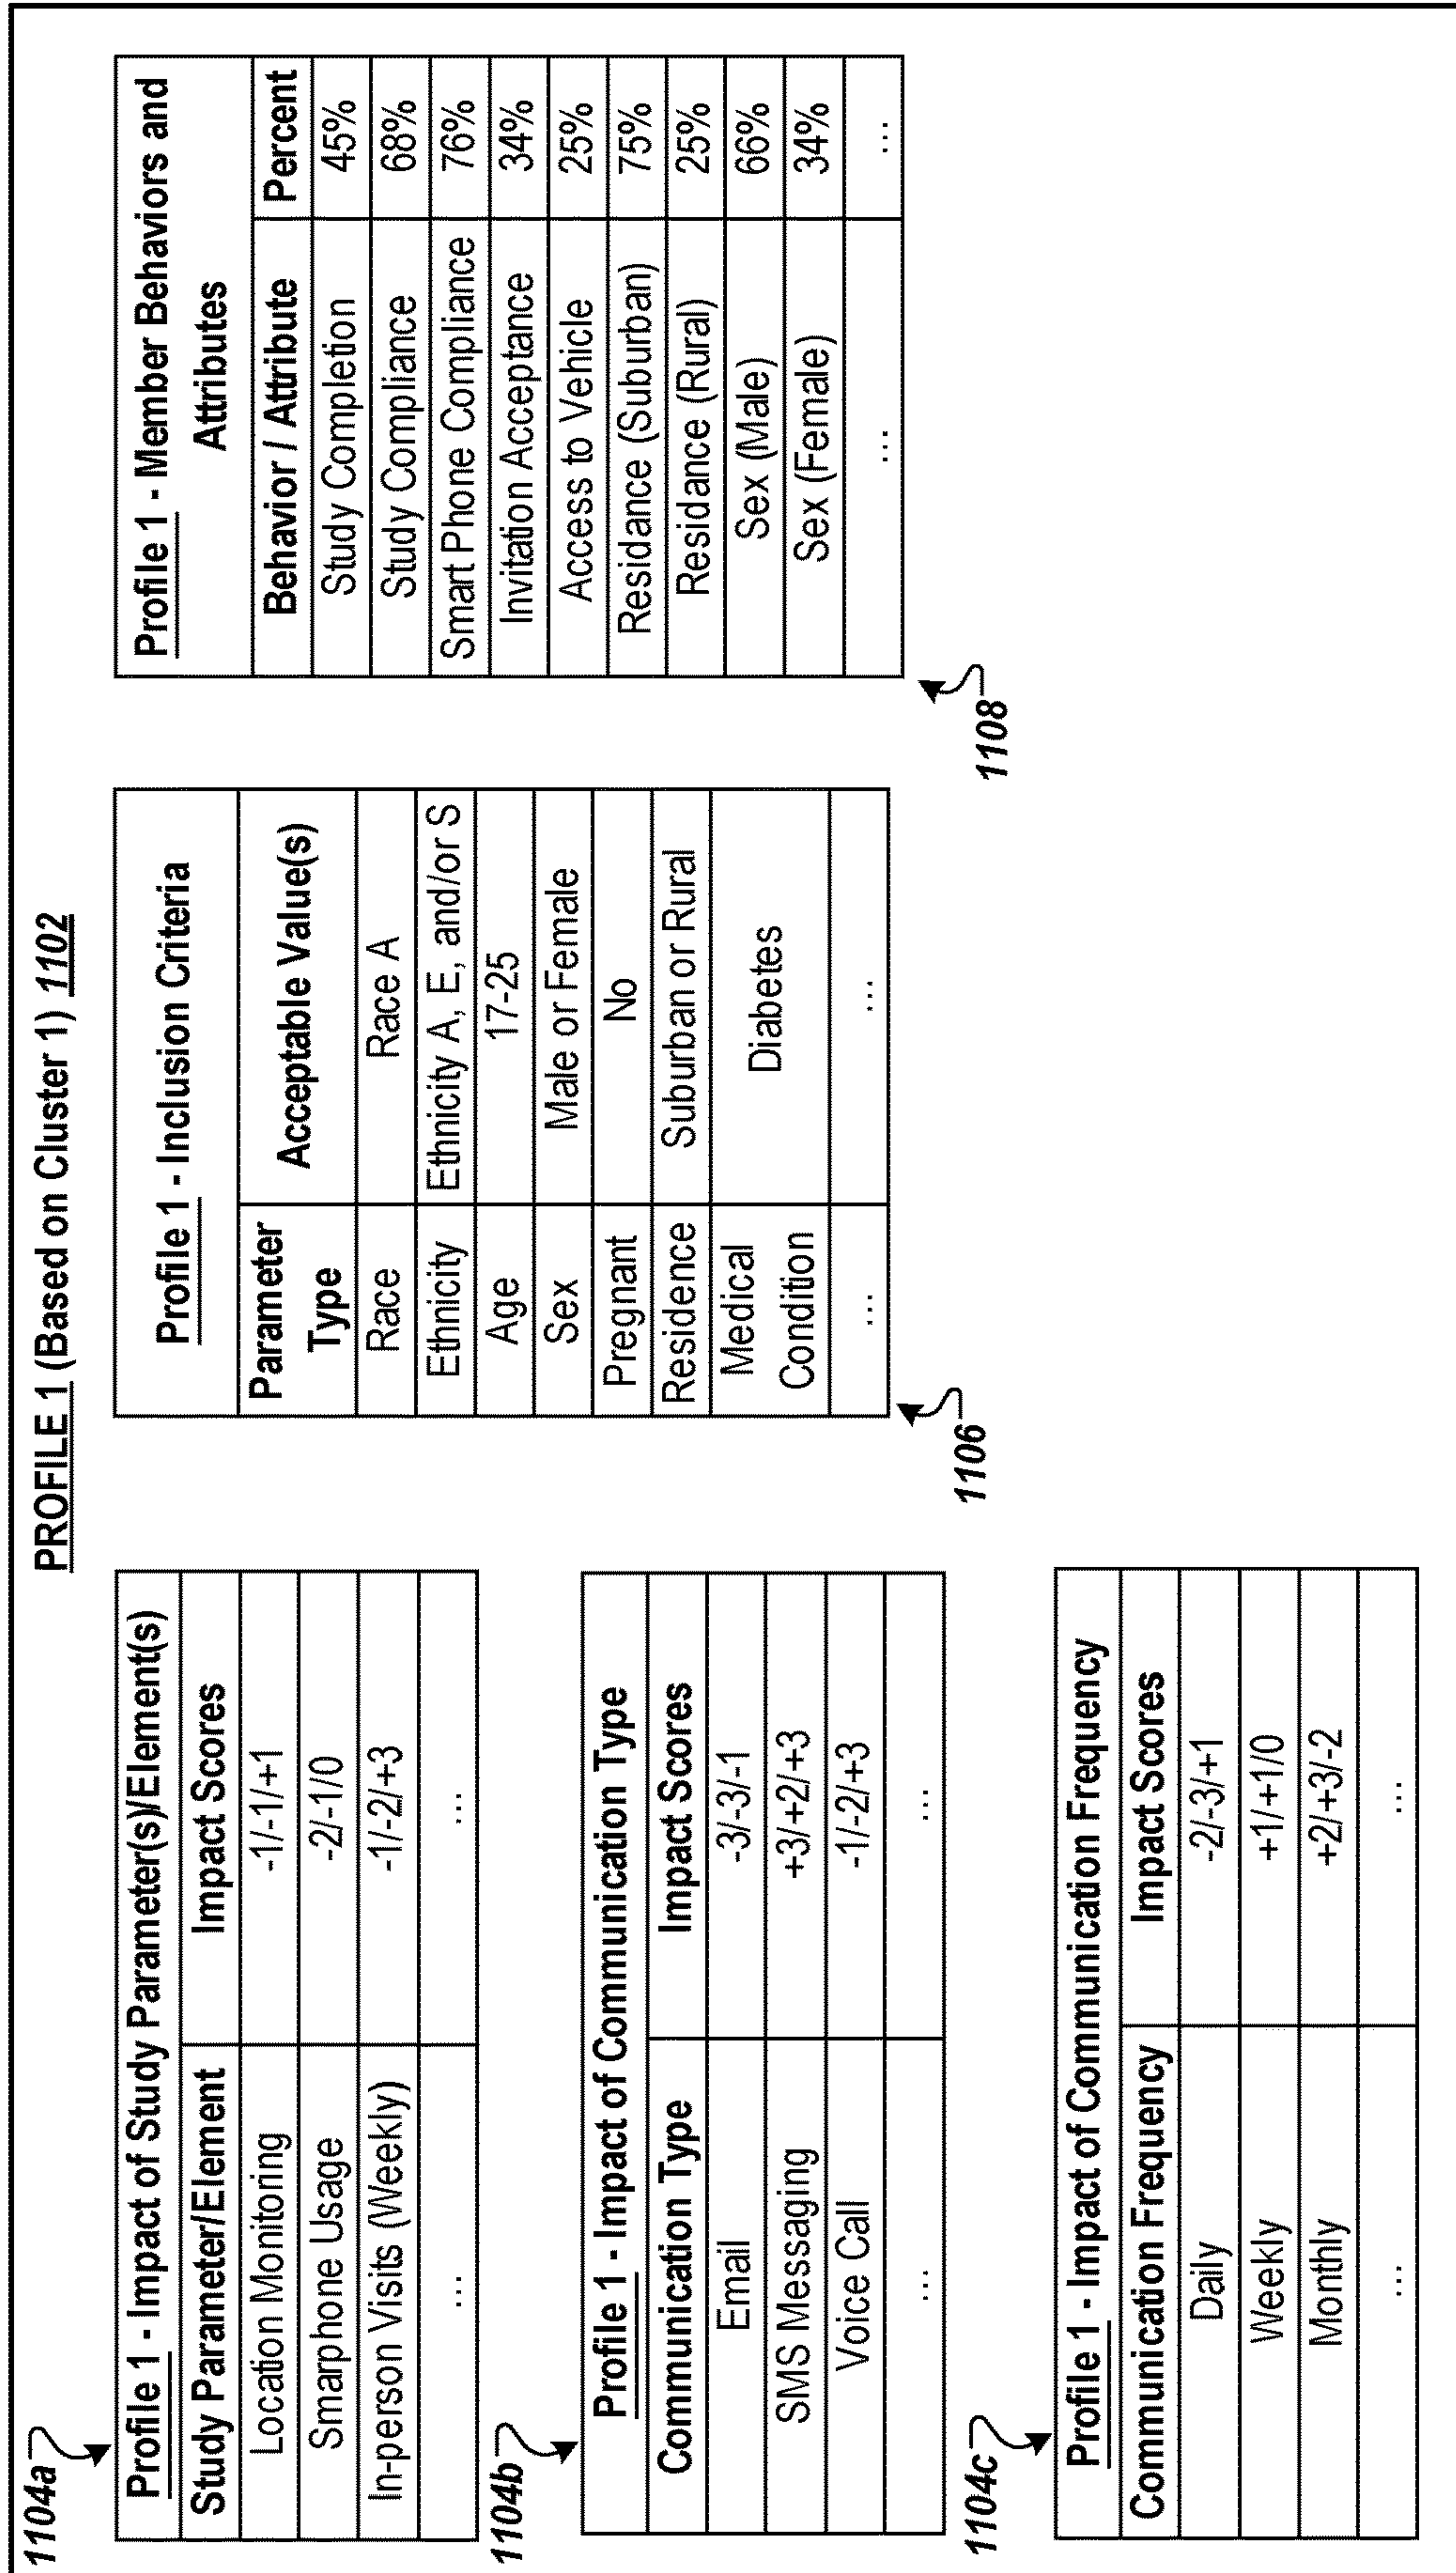 PROFILE 1 (Based on Cluster 1) 1102
1104a
Profile 1 - Impact of Study Parameter(s)/Element(s)
Study Parameter/Element Impact Scores
Location Monitoring -1/-1/+1
Smarphone Usage -2/-1/0
In-person Visits (Weekly) -1/-2/+3
... ...
1104b
Profile 1 - Impact of Communication Type
Communication Type Impact Scores
Email -3/-3/-1
SMS Messaging +3/+2/+3
Voice Call -1/-2/+3
... ...
1104c
Profile 1 - Impact of Communication Frequency
Communication Frequency Impact Scores
Daily -2/-3/+1
Weekly +1/+1/0
Monthly +2/+3/-2
... ...
Profile 1 - Inclusion Criteria
Parameter
Type
Acceptable Value(s)
Race Race A
Ethnicity Ethnicity A, E, and/or S
Age 17-25
Sex Male or Female
Pregnant No
Residence Suburban or Rural
Medical
Condition
Diabetes
... ...
1106
Profile 1 - Member Behaviors and
Attributes
Behavior / Attribute Percent
Study Completion 45%
Study Compliance 68%
Smart Phone Compliance 76%
Invitation Acceptance 34%
Access to Vehicle 25%
Residance (Suburban) 75%
Residance (Rural) 25%
Sex (Male) 66%
Sex (Female) 34%
... ...
1108